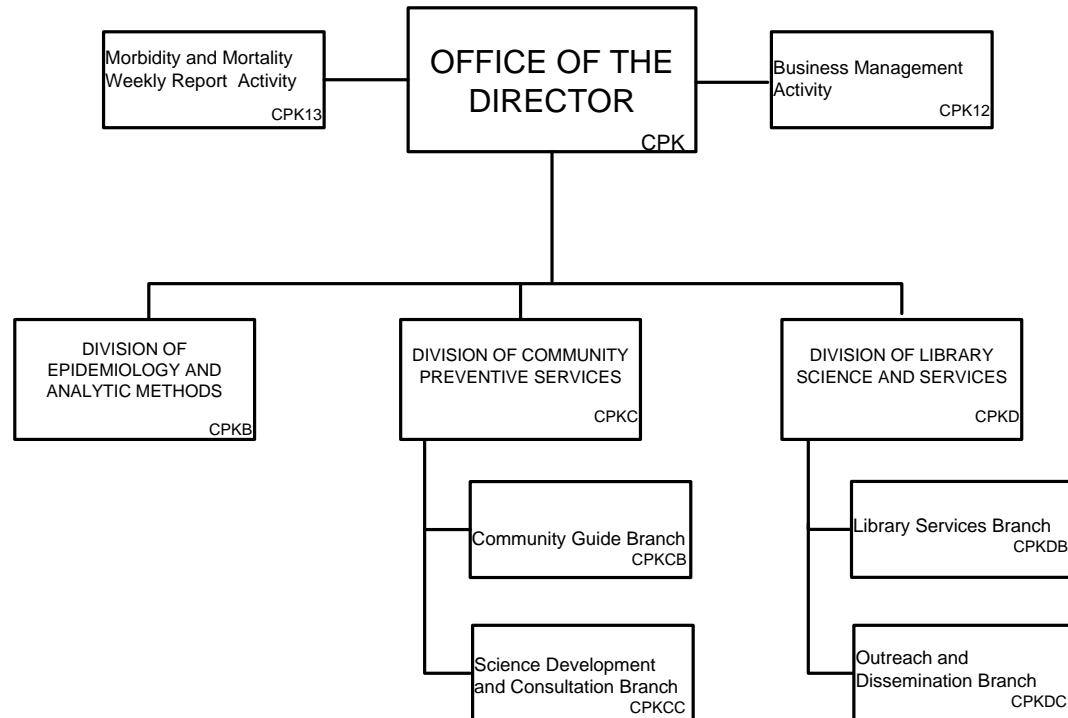 Morbidity and Mortality
Weekly Report Activity
CPK13
OFFICE OF THE
DIRECTOR
CPK
Business Management
Activity
CPK12
DIVISION OF
EPIDEMIOLOGY AND
ANALYTIC METHODS
CPKB
DIVISION OF COMMUNITY
PREVENTIVE SERVICES
CPKC
DIVISION OF LIBRARY
SCIENCE AND SERVICES
CPKD
Community Guide Branch
CPKCB
Library Services Branch
CPKDB
Science Development
and Consultation Branch
CPKCC
Outreach and
Dissemination Branch
CPKDC